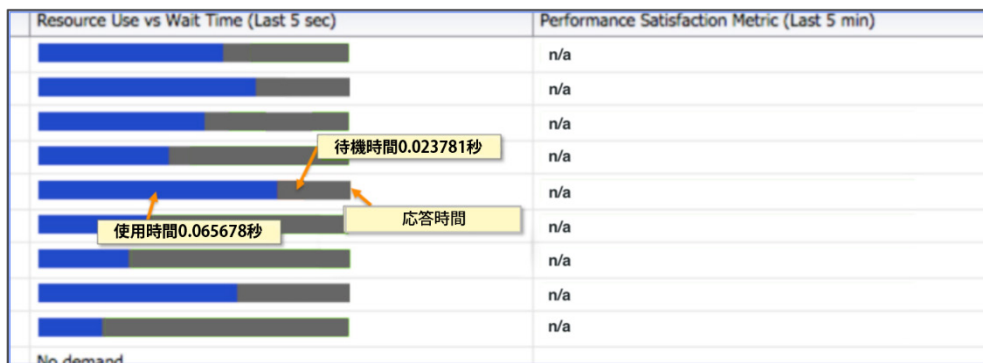 Resource Use vs Wait Time (Last 5 sec)
Performance Satisfaction Metric (Last 5 min)
n/a
n/a
n/a
待機時間0.023781秒
n/a
n/a
応答時間
使用時間0.065678秒
n/a
n/a
n/a
n/a
No demand